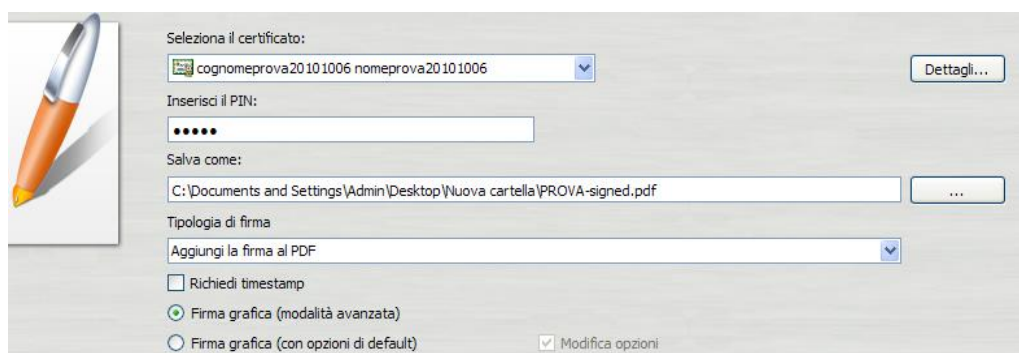 Seleziona il certificato:
cognomeprova20101006 nomeprova20101006
Dettagli...
Inserisci il PIN:
•••••
Salva come:
C:\Documents and Settings\Admin\Desktop\Nuova cartella\PROVA-signed.pdf
...
Tipologia di firma
Aggiungi la firma al PDF
Richiedi timestamp
Firma grafica (modalità avanzata)
Firma grafica (con opzioni di default)
Modifica opzioni